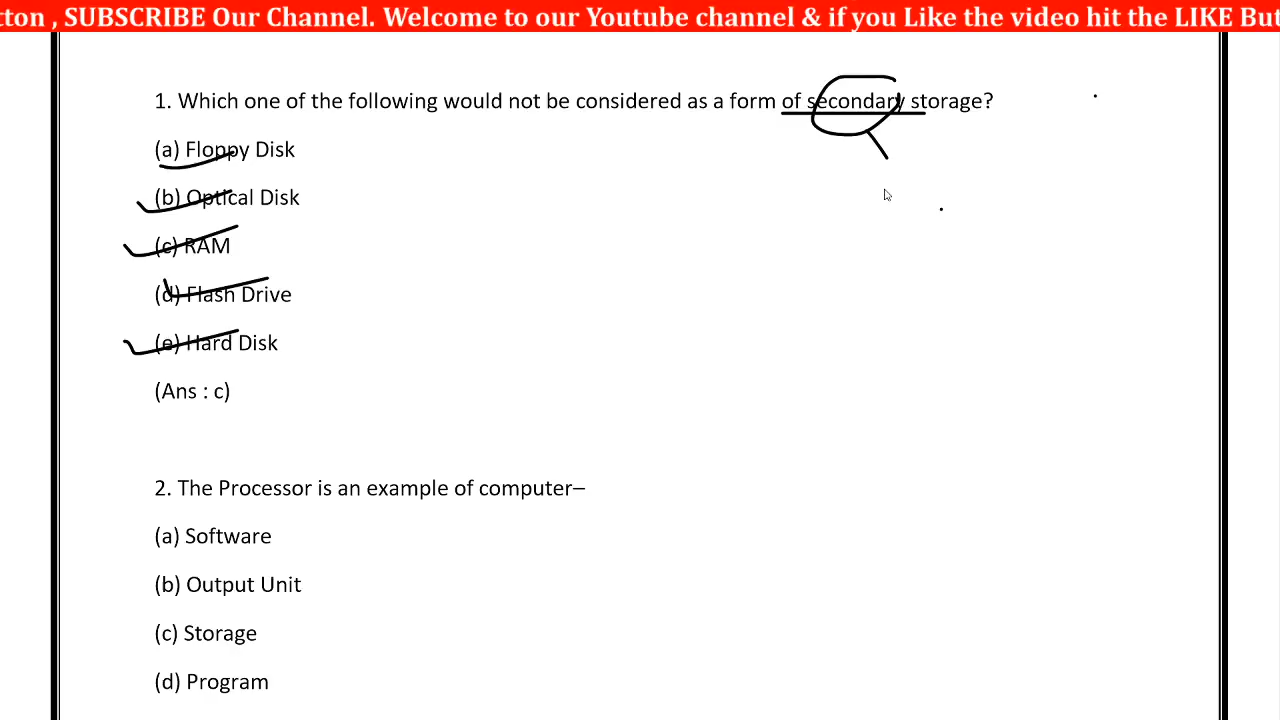 tton , SUBSCRIBE Our Channel. Welcome to our Youtube channel & if you Like the video hit the LIKE But
1. Which one of the following would not be considered as a form of secondary storage?
(a) Floppy Disk
(b) Optical Disk
(c) RAM
(d) Flash Drive
(e) Hard Disk
(Ans : c)
2. The Processor is an example of computer–
(a) Software
(b) Output Unit
(c) Storage
(d) Program